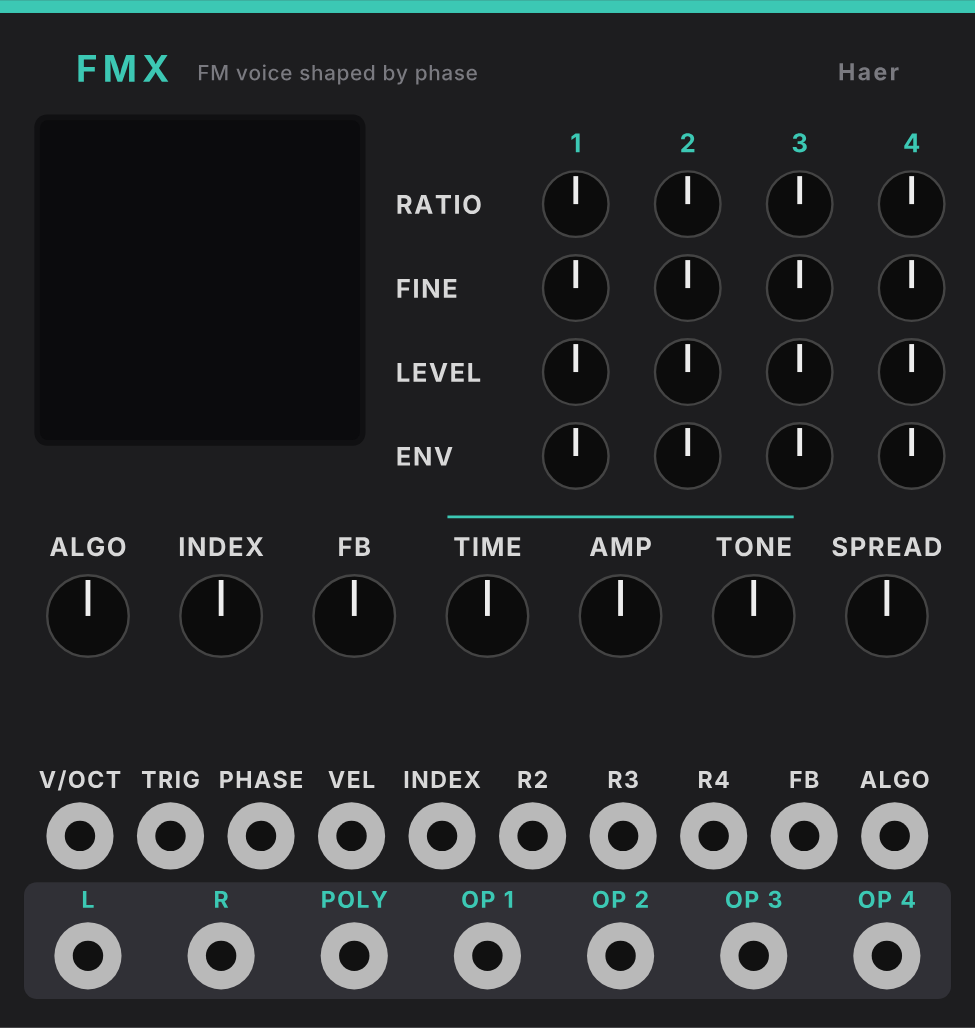 FMX FM voice shaped by phase Haer
1 2 3 4
RATIO
FINE
LEVEL
ENV
ALGO INDEX FB TIME AMP TONE SPREAD
V/OCT TRIG PHASE VEL INDEX R2 R3 R4 FB ALGO
L R POLY OP 1 OP 2 OP 3 OP 4